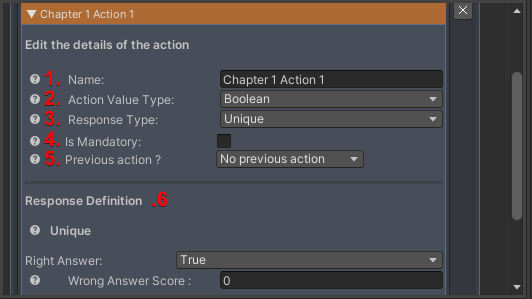 ▼ Chapter 1 Action 1
Edit the details of the action
? 1. Name: Chapter 1 Action 1
? 2. Action Value Type: Boolean
? 3. Response Type: Unique
? 4. Is Mandatory:
? 5. Previous action ? No previous action
Response Definition .6
? Unique
Right Answer: True
? Wrong Answer Score : 0